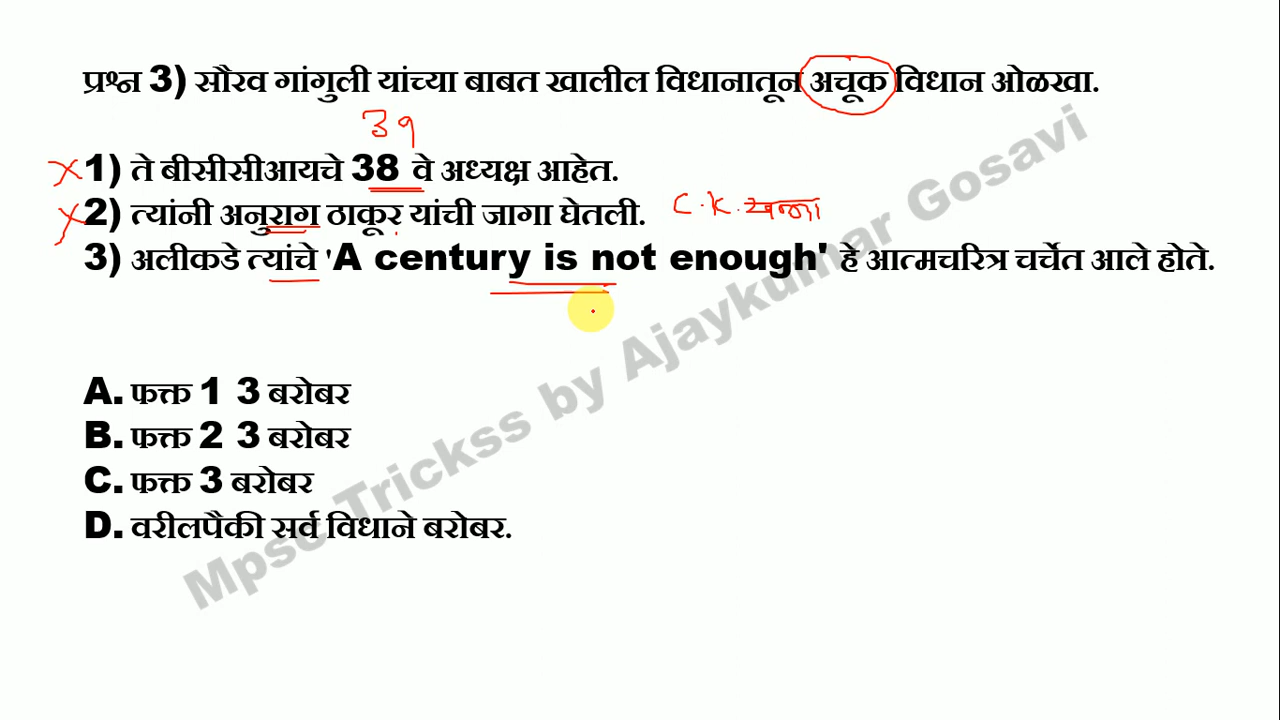 प्रश्न 3) सौरव गांगुली यांच्या बाबत खालील विधानातून अचूक विधान ओळखा.
39
X 1) ते बीसीसीआयचे 38 वे अध्यक्ष आहेत.
X 2) त्यांनी अनुराग ठाकूर यांची जागा घेतली. C.K. खन्ना
3) अलीकडे त्यांचे 'A century is not enough' हे आत्मचरित्र चर्चेत आले होते.
A. फक्त 1 3 बरोबर
B. फक्त 2 3 बरोबर
C. फक्त 3 बरोबर
D. वरीलपैकी सर्व विधाने बरोबर.
Mpsc Trickss by Ajaykumar Gosavi